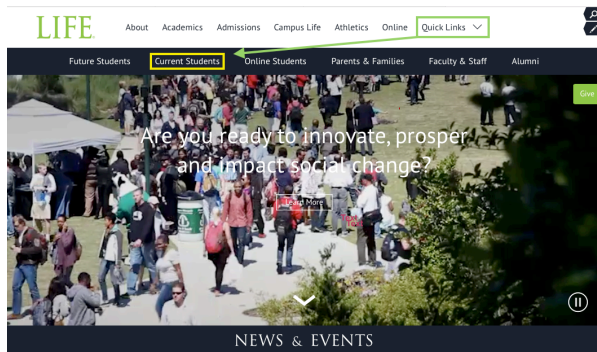 LIFE.
About Academics Admissions Campus Life Athletics Online Quick Links
Future Students Current Students Online Students Parents & Families Faculty & Staff Alumni
Give
Are you ready to innovate, prosper
and impact social change?
Learn More
NEWS & EVENTS